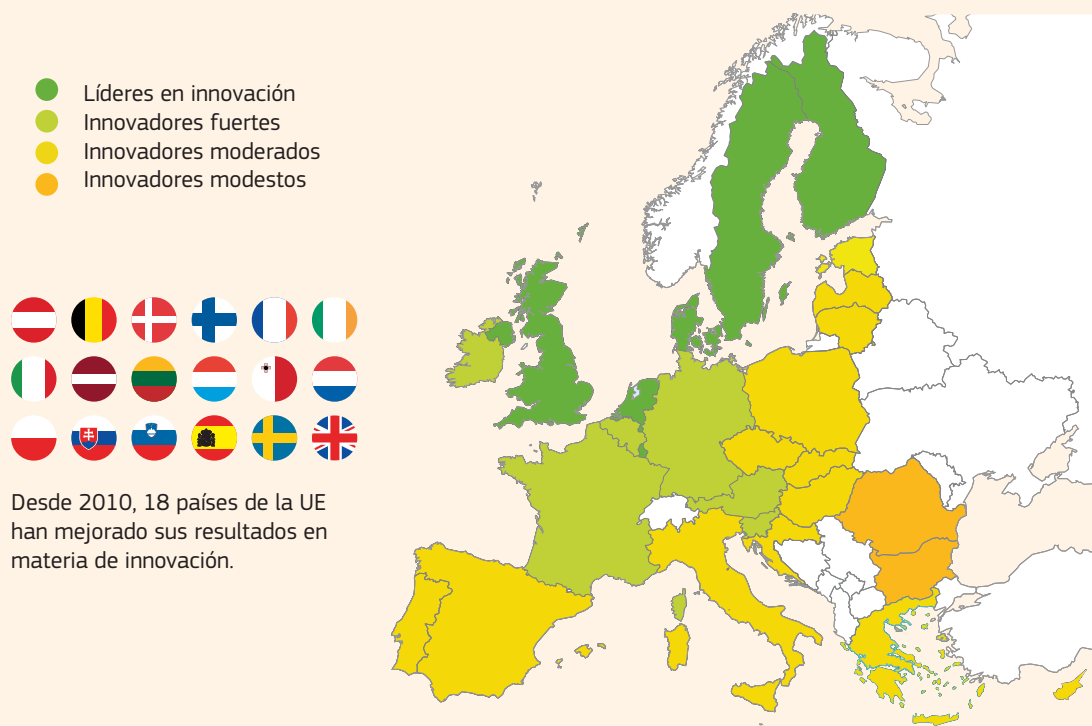 Líderes en innovación
Innovadores fuertes
Innovadores moderados
Innovadores modestos
Desde 2010, 18 países de la UE
han mejorado sus resultados en
materia de innovación.